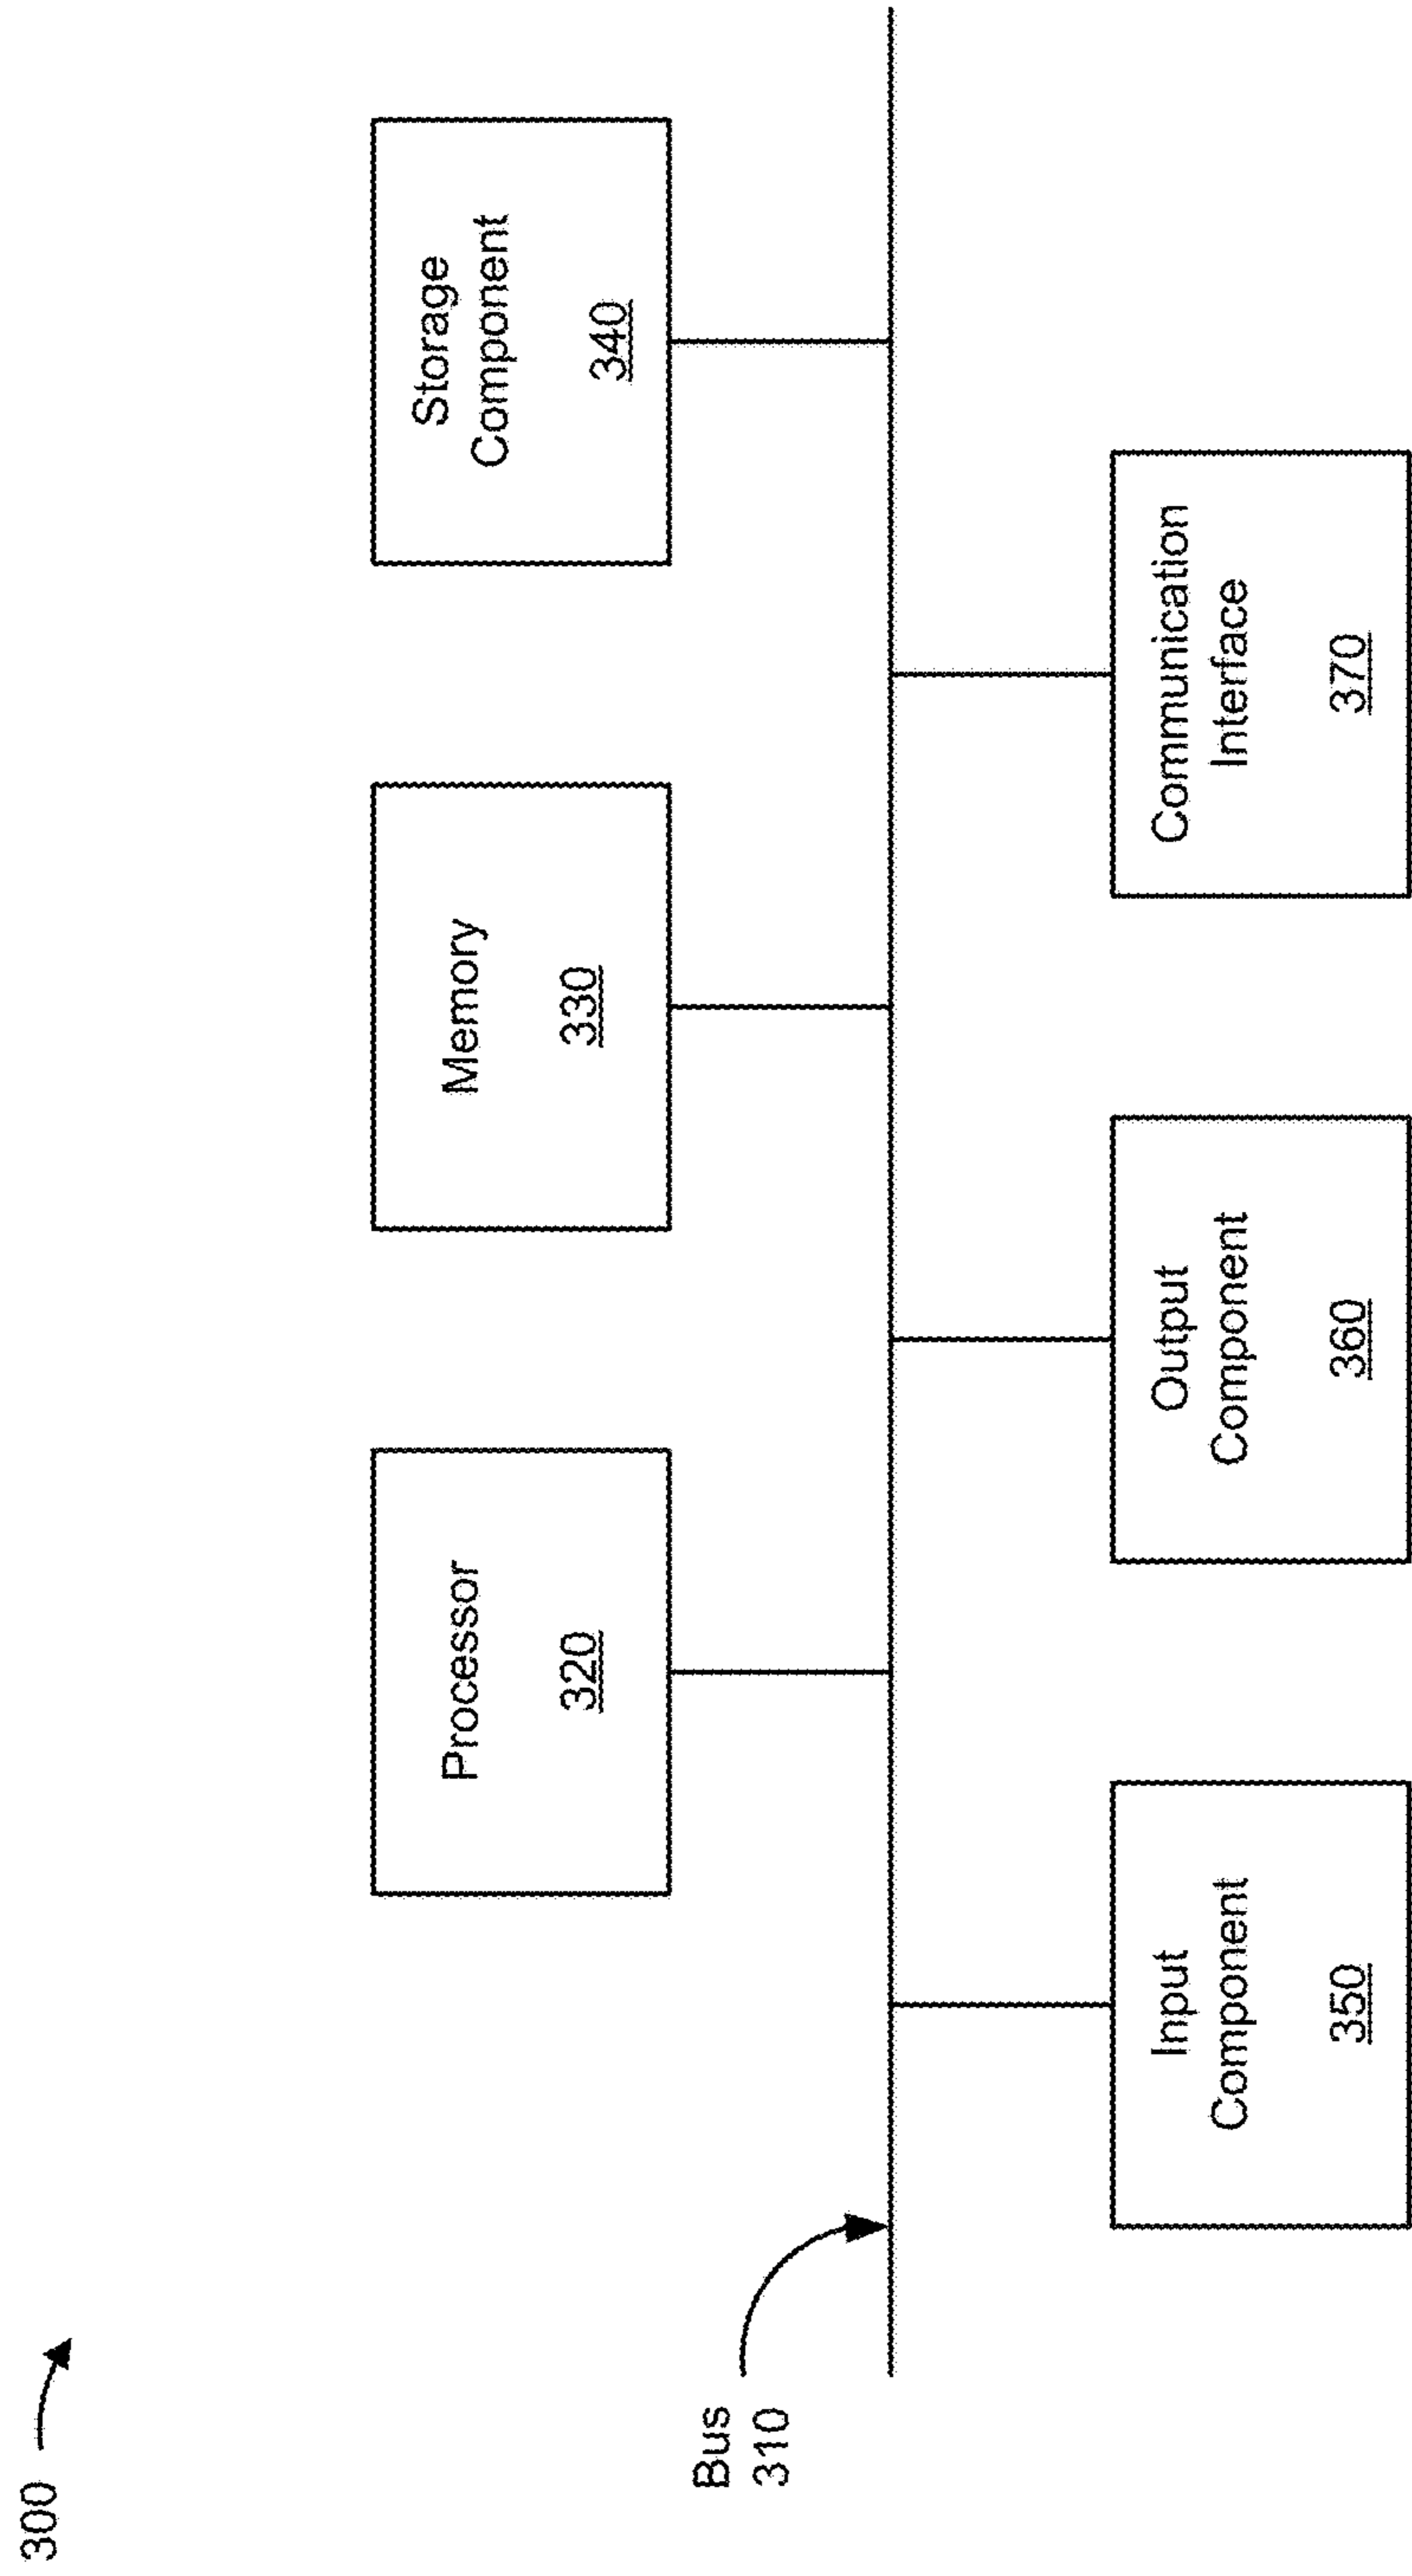 300
Processor
320
Memory
330
Storage
Component
340
Bus
310
Input
Component
350
Output
Component
360
Communication
Interface
370